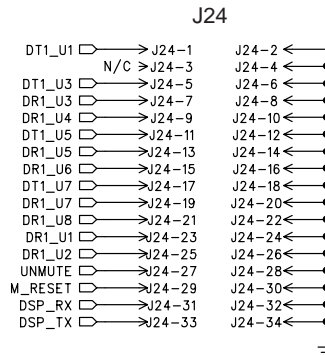 J24
DT1_U1 J24-1 J24-2
N/C J24-3 J24-4
DT1_U3 J24-5 J24-6
DR1_U3 J24-7 J24-8
DR1_U4 J24-9 J24-10
DT1_U5 J24-11 J24-12
DR1_U5 J24-13 J24-14
DR1_U6 J24-15 J24-16
DT1_U7 J24-17 J24-18
DR1_U7 J24-19 J24-20
DR1_U8 J24-21 J24-22
DR1_U1 J24-23 J24-24
DR1_U2 J24-25 J24-26
UNMUTE J24-27 J24-28
M_RESET J24-29 J24-30
DSP_RX J24-31 J24-32
DSP_TX J24-33 J24-34